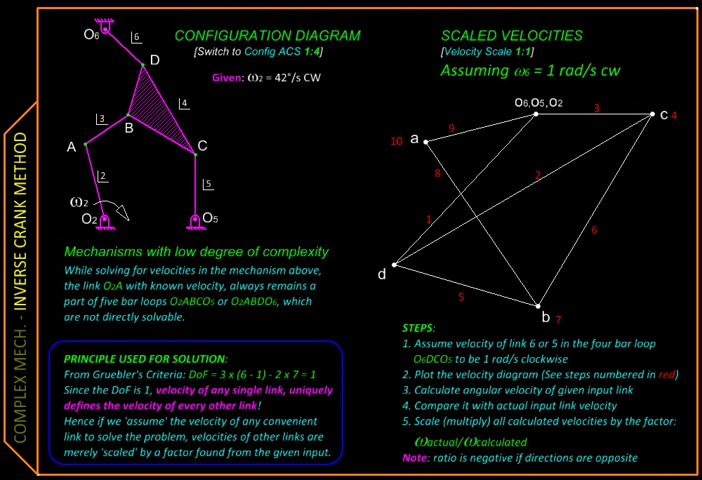 COMPLEX MECH. - INVERSE CRANK METHOD
CONFIGURATION DIAGRAM
[Switch to Config ACS 1:4]
Given: ω2 = 42°/s CW
O6
6
D
4
3
B
A
C
2
5
ω2
O2
O5
Mechanisms with low degree of complexity
While solving for velocities in the mechanism above,
the link O2A with known velocity, always remains a
part of five bar loops O2ABCO5 or O2ABDO6, which
are not directly solvable.
PRINCIPLE USED FOR SOLUTION:
From Gruebler's Criteria: DoF = 3 x (6 - 1) - 2 x 7 = 1
Since the DoF is 1, velocity of any single link, uniquely
defines the velocity of every other link!
Hence if we 'assume' the velocity of any convenient
link to solve the problem, velocities of other links are
merely 'scaled' by a factor found from the given input.
SCALED VELOCITIES
[Velocity Scale 1:1]
Assuming ω6 = 1 rad/s cw
O6,O5,O2
3
c 4
9
10 a
8
2
1
6
d
5
b 7
STEPS:
1. Assume velocity of link 6 or 5 in the four bar loop
O6DCO5 to be 1 rad/s clockwise
2. Plot the velocity diagram (See steps numbered in red)
3. Calculate angular velocity of given input link
4. Compare it with actual input link velocity
5. Scale (multiply) all calculated velocities by the factor:
ωactual/ωcalculated
Note: ratio is negative if directions are opposite